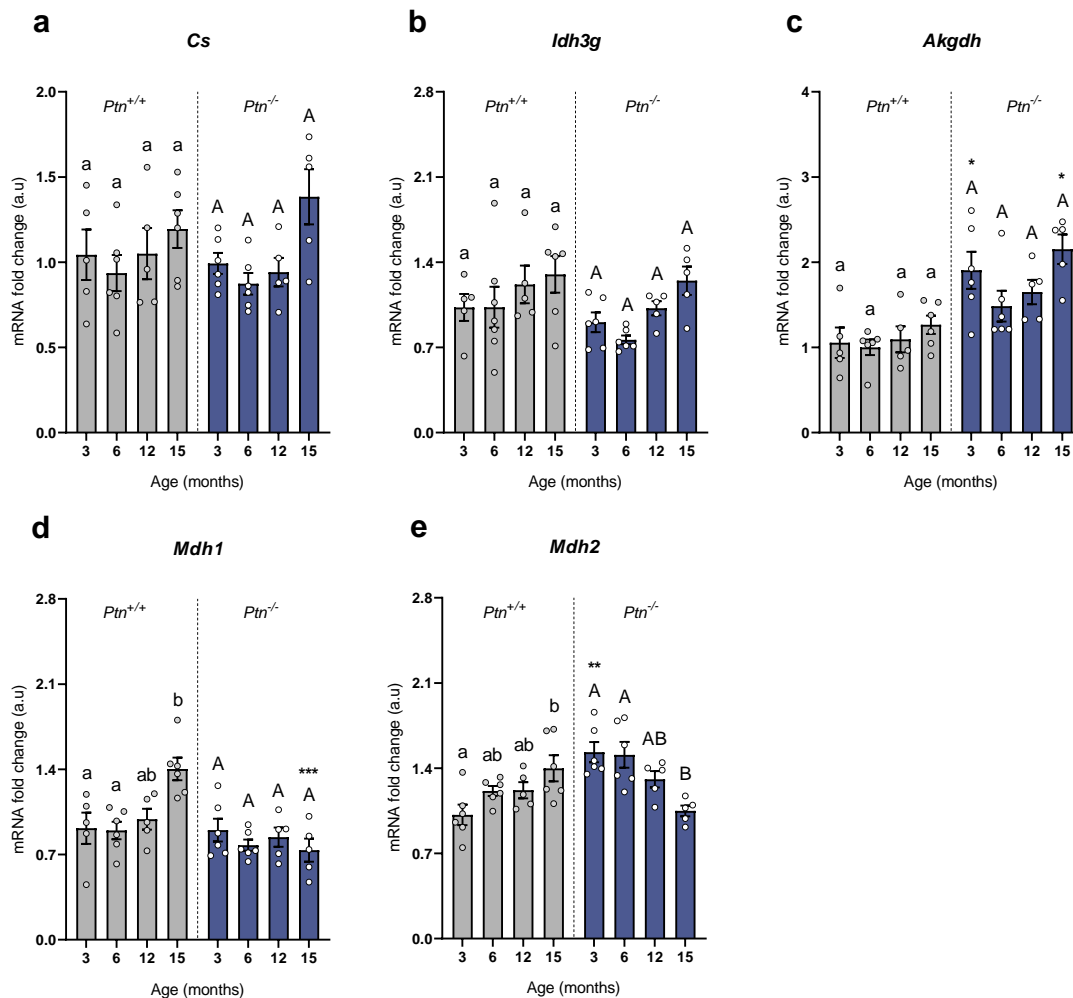 a
Cs
mRNA fold change (a.u)
2.0
1.5
1.0
0.5
0.0
Ptn+/+
Ptn-/-
a a a a A A A A
3 6 12 15 3 6 12 15
Age (months)
b
Idh3g
mRNA fold change (a.u)
2.8
2.1
1.4
0.7
0.0
Ptn+/+
Ptn-/-
a a a a A A A A
3 6 12 15 3 6 12 15
Age (months)
c
Akgdh
mRNA fold change (a.u)
4
3
2
1
0
Ptn+/+
Ptn-/-
* *
a a a a A A A A
3 6 12 15 3 6 12 15
Age (months)
d
Mdh1
mRNA fold change (a.u)
2.8
2.1
1.4
0.7
0.0
Ptn+/+
Ptn-/-
***
a a ab b A A A A
3 6 12 15 3 6 12 15
Age (months)
e
Mdh2
mRNA fold change (a.u)
2.8
2.1
1.4
0.7
0.0
Ptn+/+
Ptn-/-
**
a ab ab b A A AB B
3 6 12 15 3 6 12 15
Age (months)